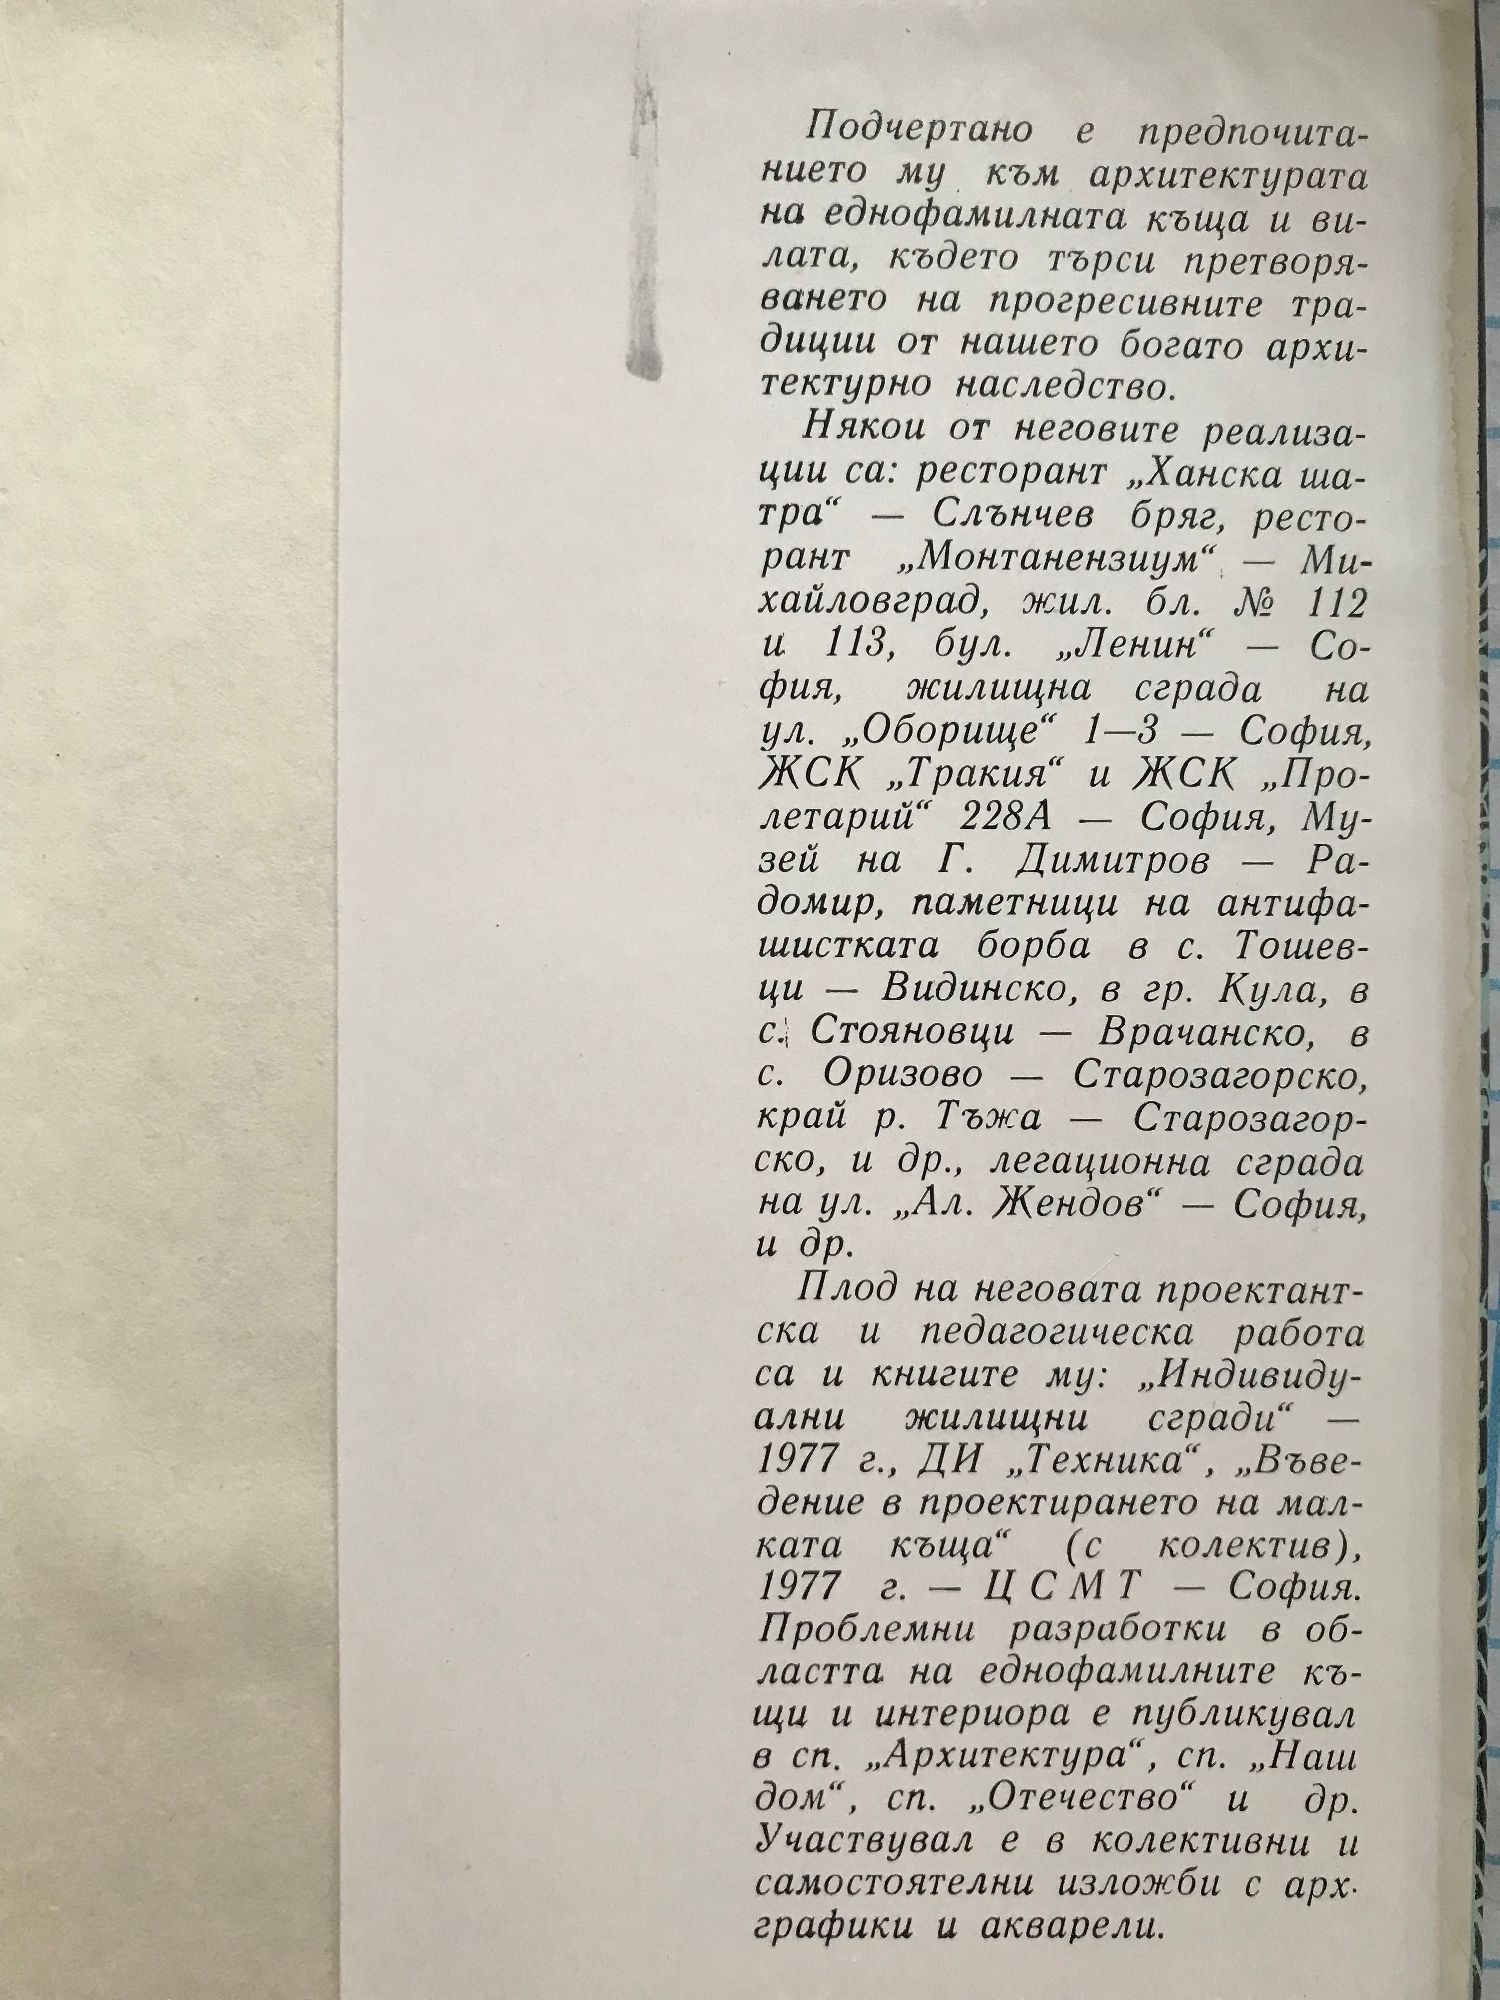 Подчертано е предпочита-
нието му към архитектурата
на еднофамилната къща и ви-
лата, където търси претворя-
ването на прогресивните тра-
диции от нашето богато архи-
тектурно наследство.
Някои от неговите реализа-
ции са: ресторант „Ханска ша-
тра“ — Слънчев бряг, ресто-
рант „Монтанензиум“ — Ми-
хайловград, жил. бл. № 112
и 113, бул. „Ленин“ — Со-
фия, жилищна сграда на
ул. „Оборище“ 1—3 — София,
ЖСК „Тракия“ и ЖСК „Про-
летарий“ 228А — София, Му-
зей на Г. Димитров — Ра-
домир, паметници на антифа-
шистката борба в с. Тошев-
ци — Видинско, в гр. Кула, в
с. Стояновци — Врачанско, в
с. Оризово — Старозагорско,
край р. Тъжа — Старозагор-
ско, и др., легационна сграда
на ул. „Ал. Жендов“ — София,
и др.
Плод на неговата проектант-
ска и педагогическа работа
са и книгите му: „Индивиду-
ални жилищни сгради“ —
1977 г., ДИ „Техника“, „Въве-
дение в проектирането на мал-
ката къща“ (с колектив),
1977 г. — ЦСМТ — София.
Проблемни разработки в об-
ластта на еднофамилните къ-
щи и интериора е публикувал
в сп. „Архитектура“, сп. „Наш
дом“, сп. „Отечество“ и др.
Участвувал е в колективни и
самостоятелни изложби с арх.
графики и акварели.